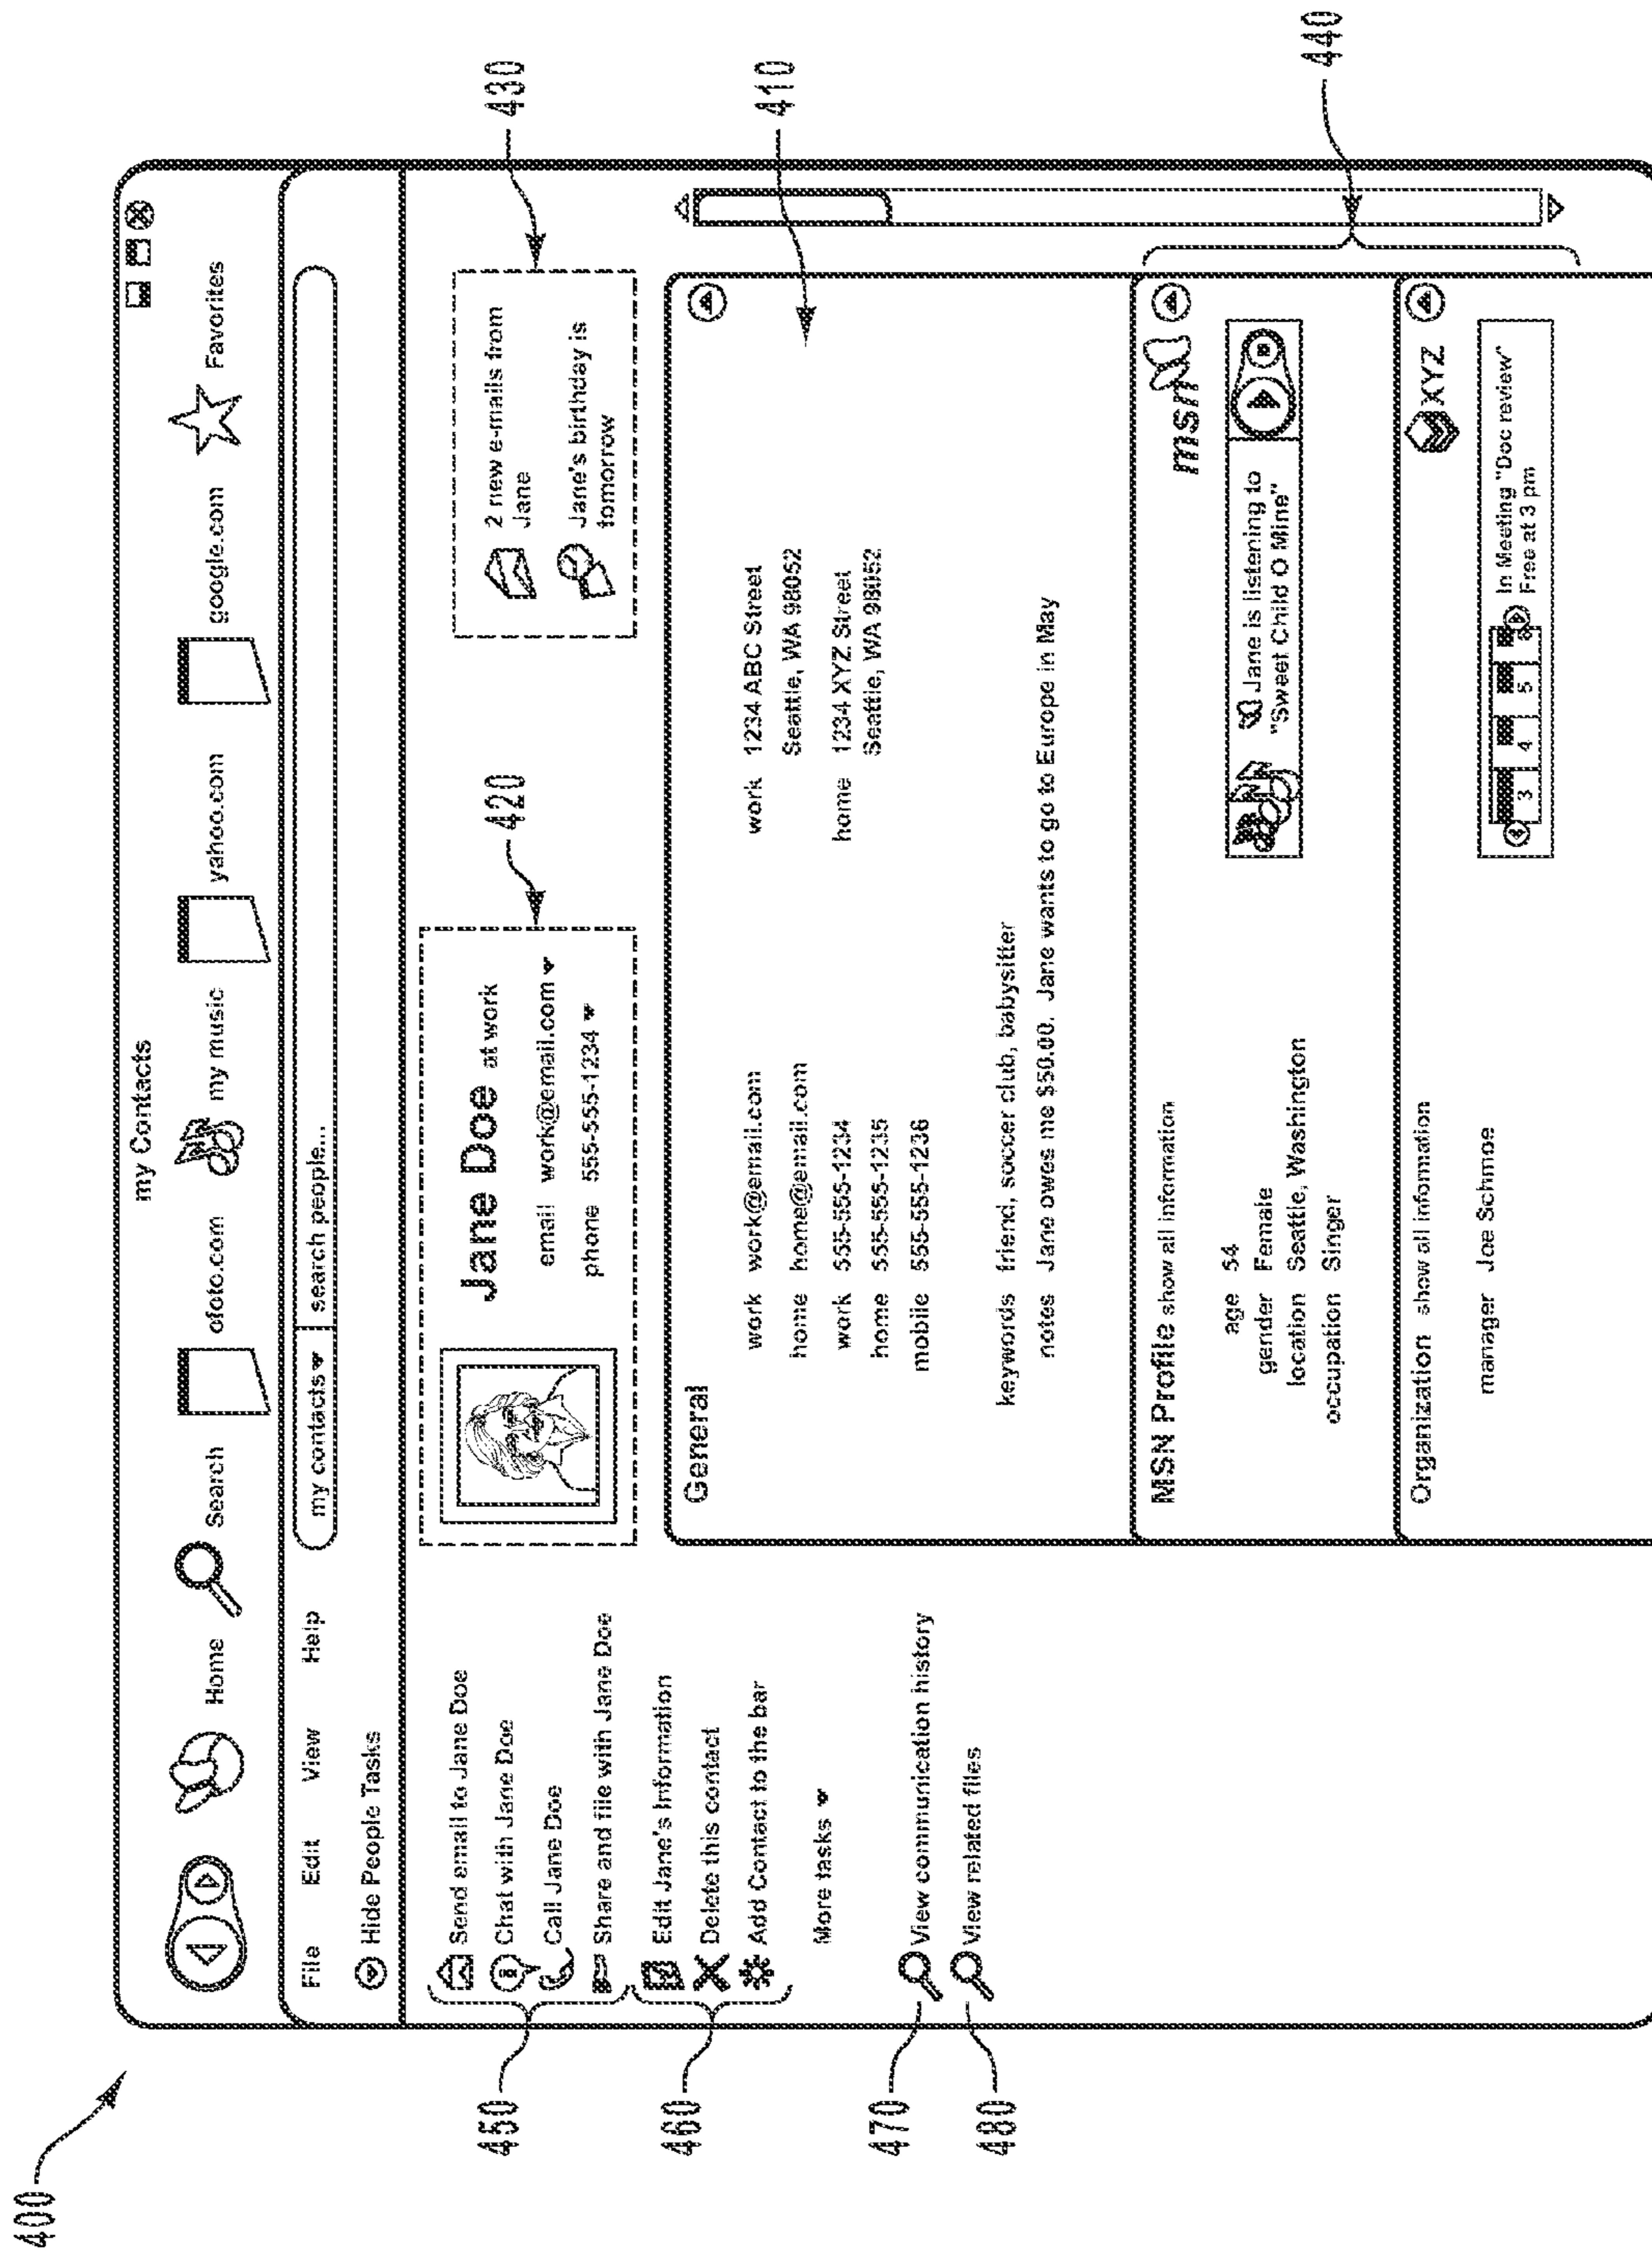 400
my Contacts
Home
Search
ofoto.com
my music
yahoo.com
google.com
Favorites
File Edit View Help
my contacts search people...
Hide People Tasks
450
Send email to Jane Doe
Chat with Jane Doe
Call Jane Doe
Share and file with Jane Doe
460
Edit Jane's Information
Delete this contact
Add Contact to the bar
More tasks
470
View communication history
480
View related files
Jane Doe at work
email work@email.com
phone 555-555-1234
420
2 new e-mails from
Jane
Jane's birthday is
tomorrow
430
General
410
work work@email.com
home home@email.com
work 555-555-1234
home 555-555-1235
mobile 555-555-1236
work 1234 ABC Street
Seattle, WA 98052
home 1234 XYZ Street
Seattle, WA 98052
keywords friend, soccer club, babysitter
notes Jane owes me $50.00. Jane wants to go to Europe in May
MSN Profile show all information
msn
440
age 54
gender Female
location Seattle, Washington
occupation Singer
Jane is listening to
"Sweet Child O Mine"
Organization show all information
XYZ
manager Joe Schmoe
3 4 5 6
In Meeting "Doc review"
Free at 3 pm